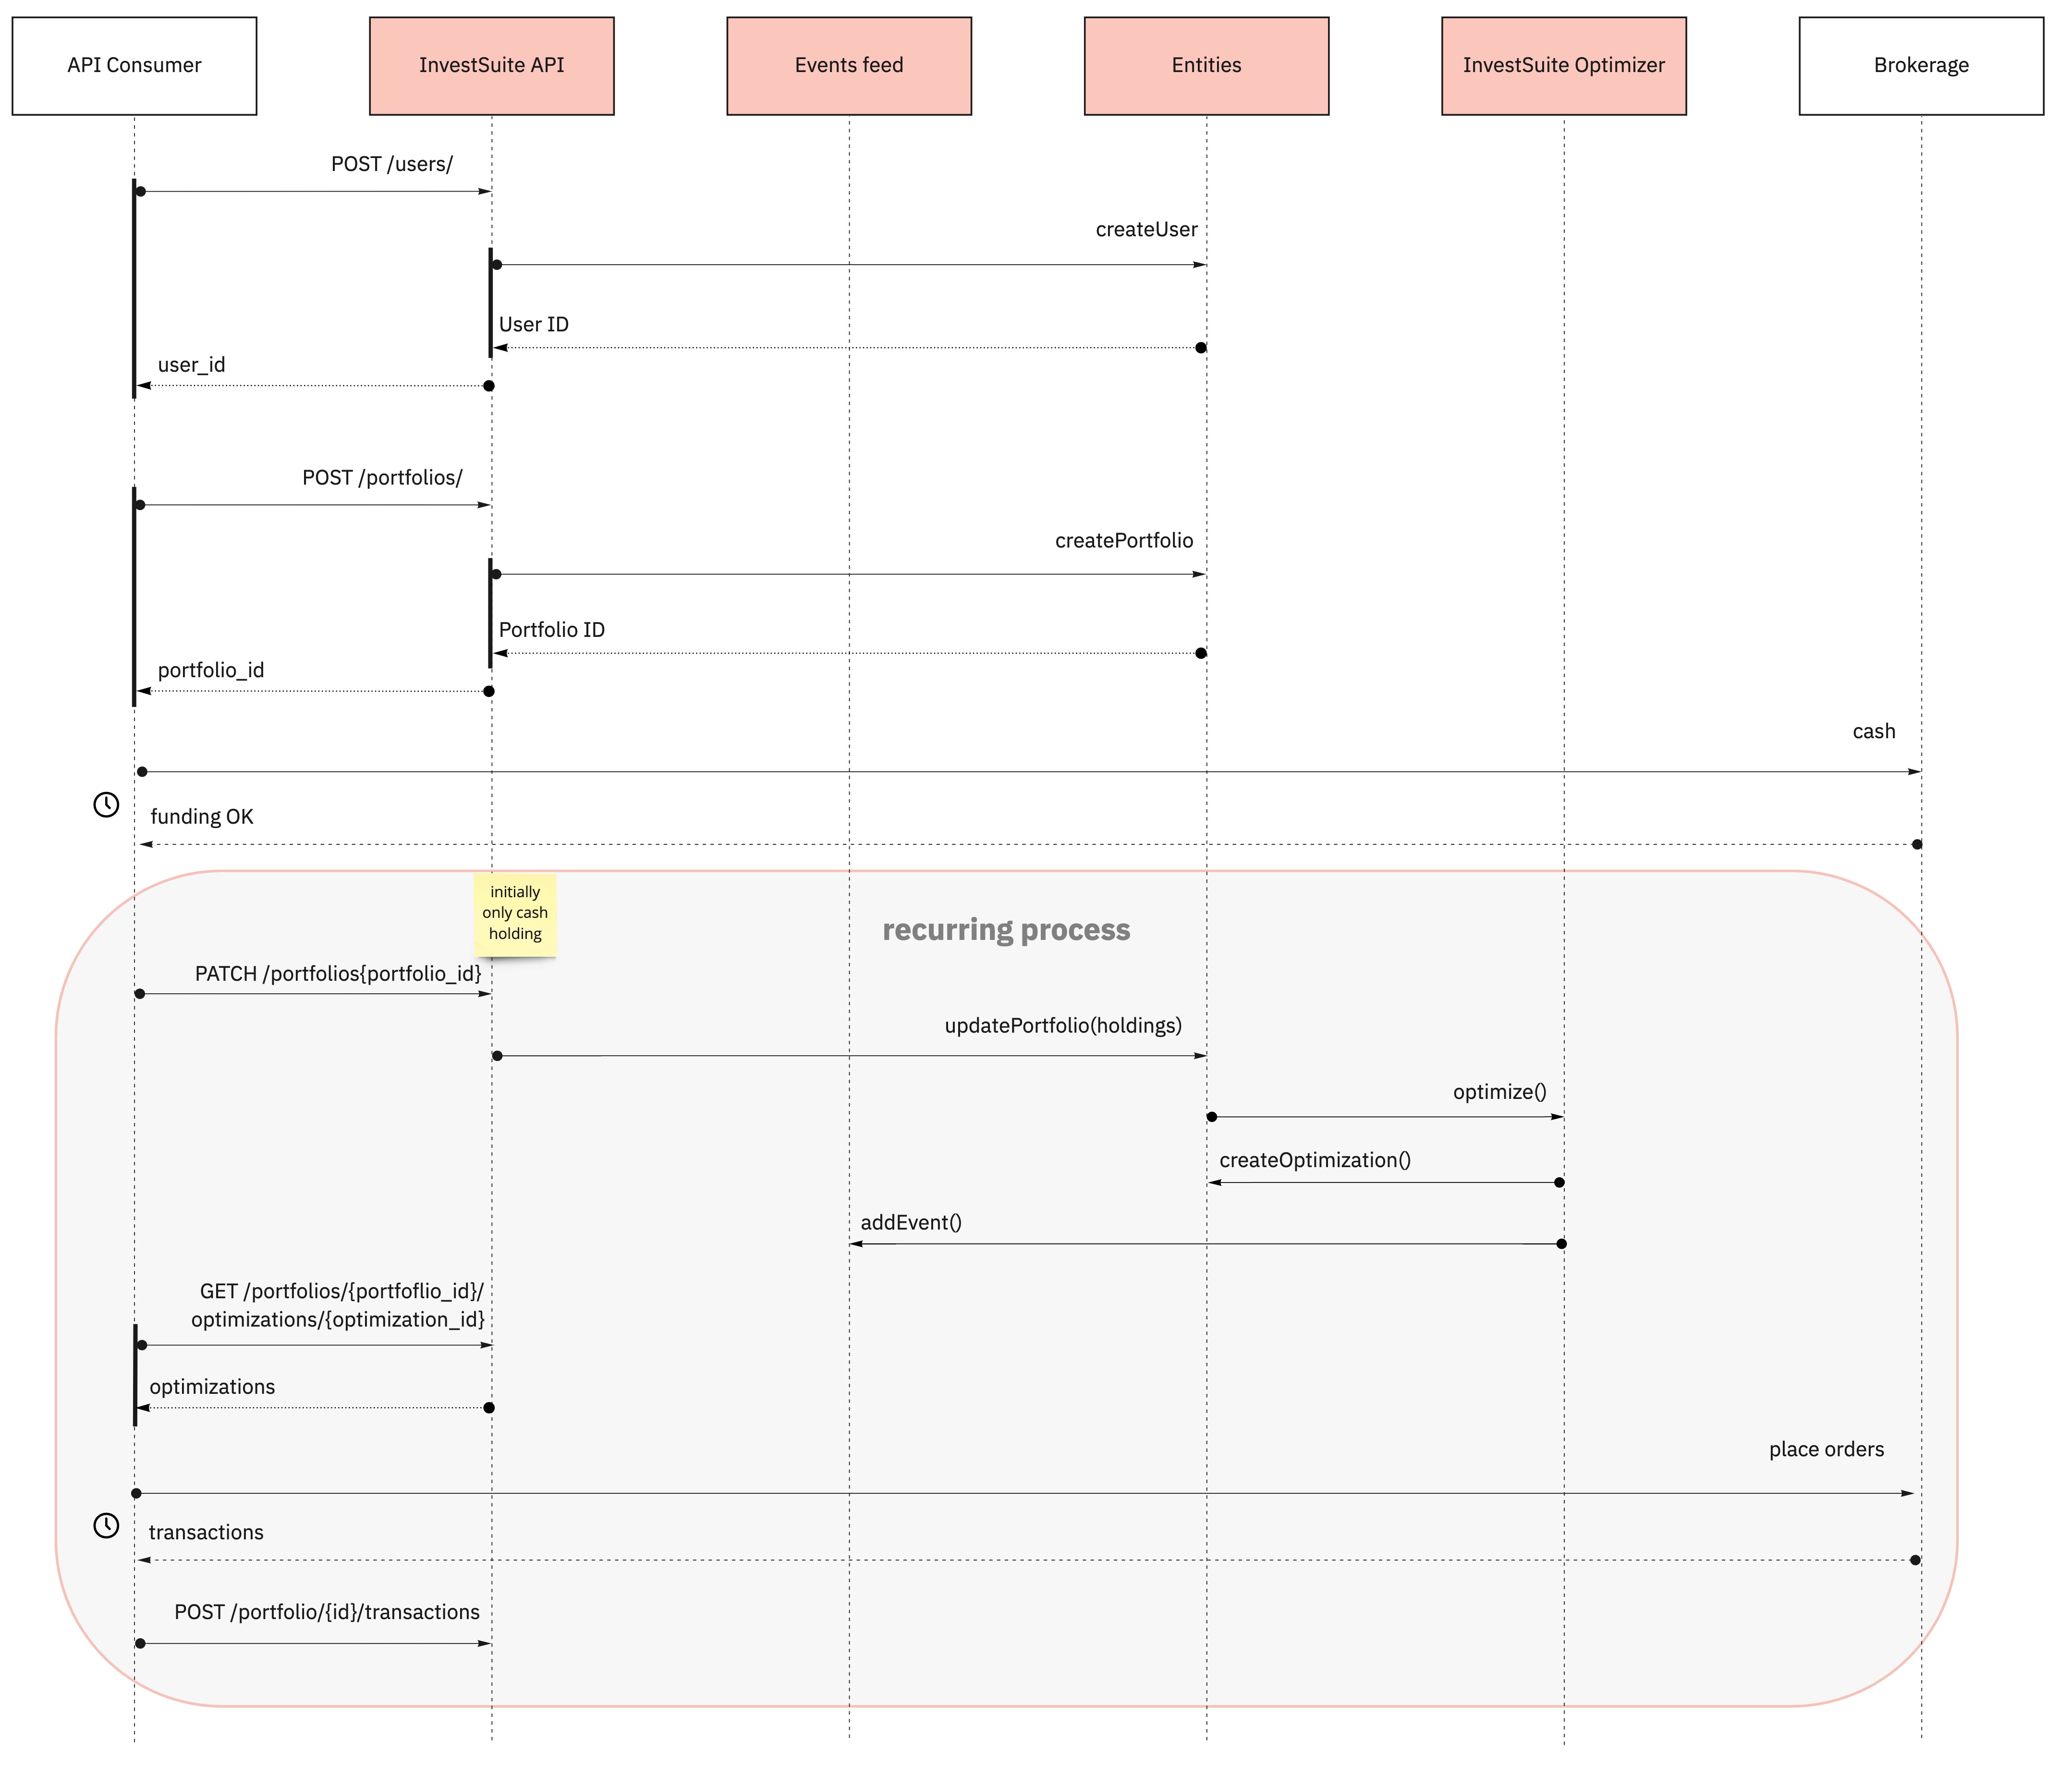 API Consumer
InvestSuite API
Events feed
Entities
InvestSuite Optimizer
Brokerage
POST /users/
createUser
User ID
user_id
POST /portfolios/
createPortfolio
Portfolio ID
portfolio_id
cash
funding OK
initially
only cash
holding
recurring process
PATCH /portfolios{portfolio_id}
updatePortfolio(holdings)
optimize()
createOptimization()
addEvent()
GET /portfolios/{portfoflio_id}/
optimizations/{optimization_id}
optimizations
place orders
transactions
POST /portfolio/{id}/transactions